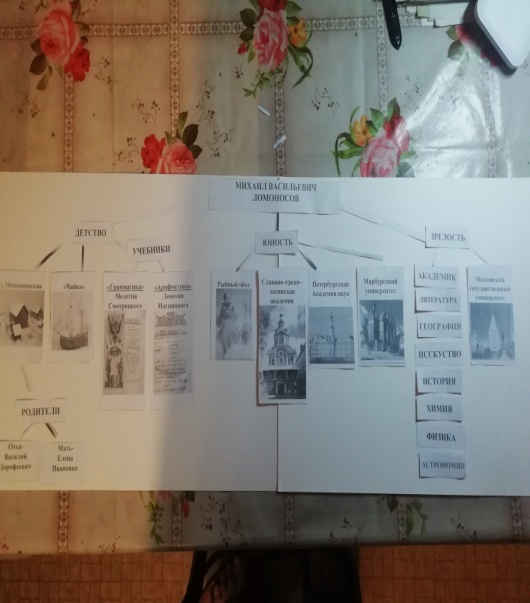 МИХАИЛ ВАСИЛЬЕВИЧ
ЛОМОНОСОВ
ДЕТСТВО
УЧЕБНИКИ
ЮНОСТЬ
ЗРЕЛОСТЬ
«Чайка»
«Грамматика»
Мелетия
Смотрицкого
«Арифметика»
Леонтия
Магницкого
Рыбный обоз
Славяно-греко-
латинская
академия
Петербургская
Академия наук
Марбургский
университет
АКАДЕМИК
ЛИТЕРАТУРА
ГЕОГРАФИЯ
ИССКУСТВО
ИСТОРИЯ
ХИМИЯ
ФИЗИКА
АСТРОНОМИЯ
Московский
государственный
университет
РОДИТЕЛИ
Отец-
Василий
Дорофеевич
Мать-
Елена
Ивановна